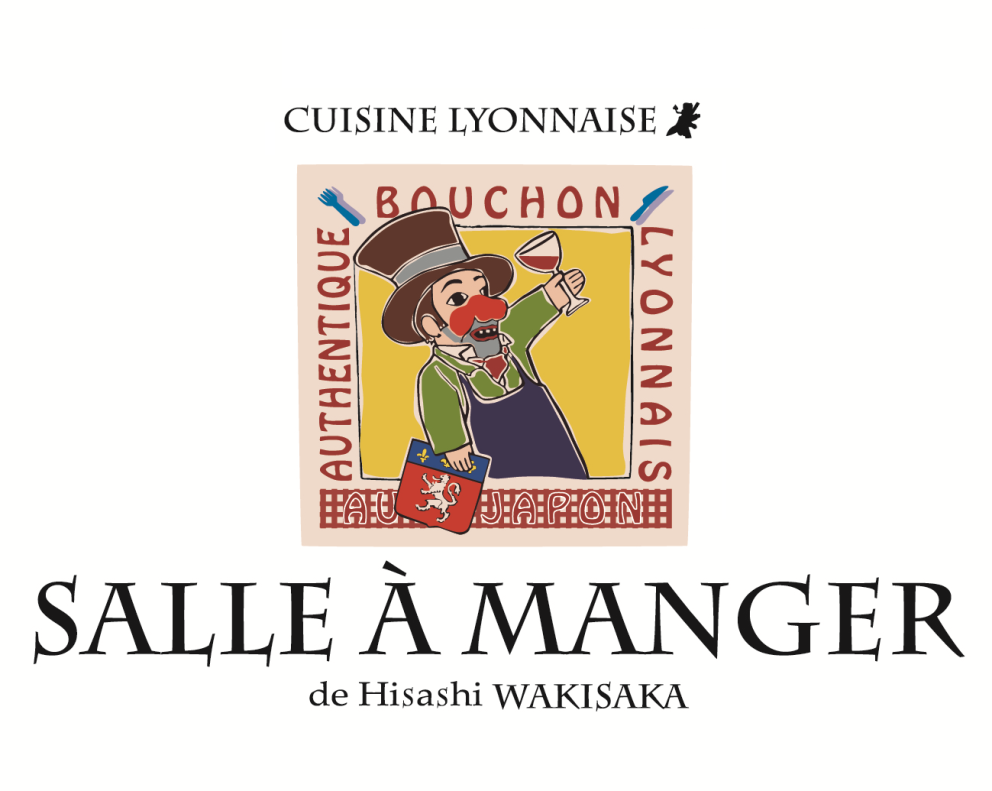 CUISINE LYONNAISE
BOUCHON
AUTHENTIQUE
LYONNAIS
AU JAPON
SALLE À MANGER
de Hisashi WAKISAKA